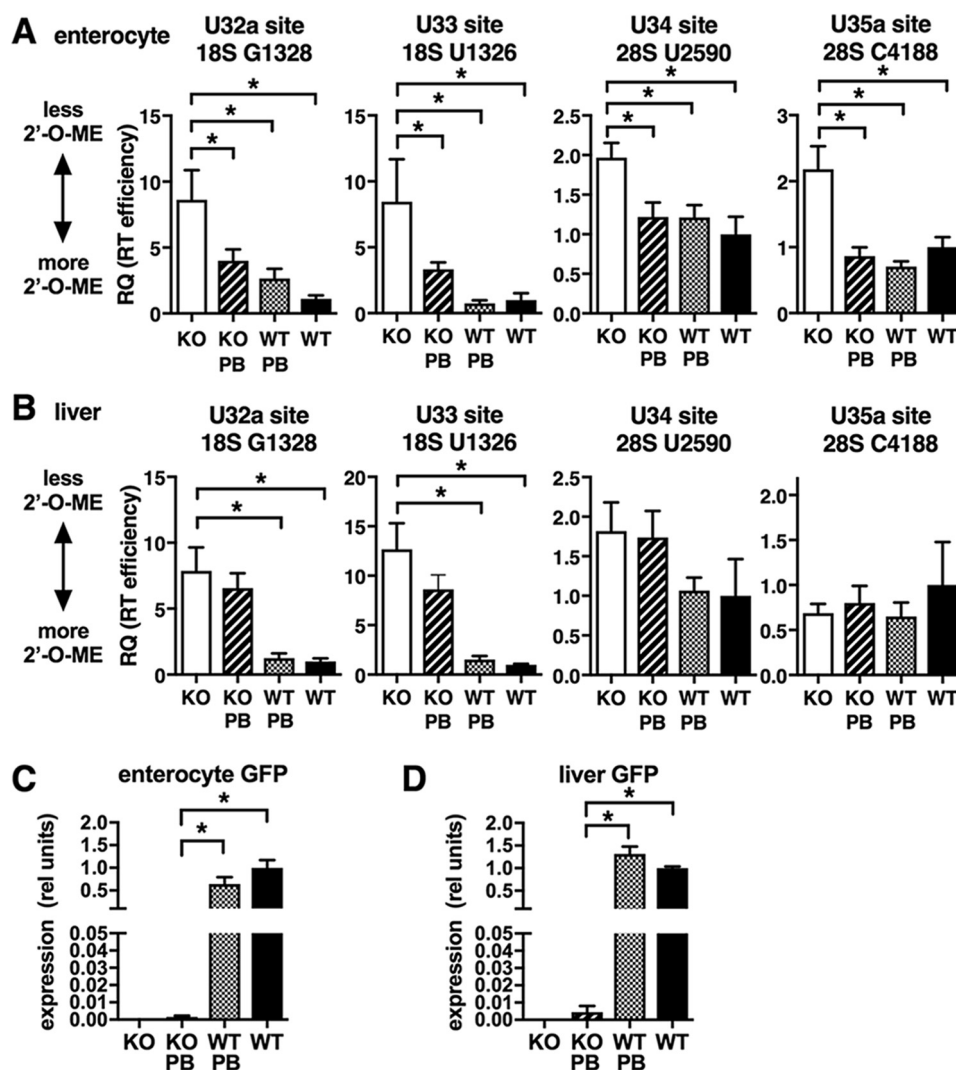 A enterocyte
U32a site
18S G1328
U33 site
18S U1326
U34 site
28S U2590
U35a site
28S C4188
less
2'-O-ME
more
2'-O-ME
RQ (RT efficiency)
15
10
5
0
*
*
*
KO
KO
PB
WT
PB
WT
15
10
5
0
*
*
*
KO
KO
PB
WT
PB
WT
2.5
2.0
1.5
1.0
0.5
0.0
*
*
*
KO
KO
PB
WT
PB
WT
3
2
1
0
*
*
*
KO
KO
PB
WT
PB
WT
B liver
U32a site
18S G1328
U33 site
18S U1326
U34 site
28S U2590
U35a site
28S C4188
less
2'-O-ME
more
2'-O-ME
RQ (RT efficiency)
15
10
5
0
*
*
KO
KO
PB
WT
PB
WT
20
15
10
5
0
*
*
KO
KO
PB
WT
PB
WT
2.5
2.0
1.5
1.0
0.5
0.0
KO
KO
PB
WT
PB
WT
2.0
1.5
1.0
0.5
0.0
KO
KO
PB
WT
PB
WT
C enterocyte GFP
expression (rel units)
2.0
1.5
1.0
0.5
0.05
0.04
0.03
0.02
0.01
0.00
*
*
KO
KO
PB
WT
PB
WT
D liver GFP
expression (rel units)
2.0
1.5
1.0
0.5
0.05
0.04
0.03
0.02
0.01
0.00
*
*
KO
KO
PB
WT
PB
WT